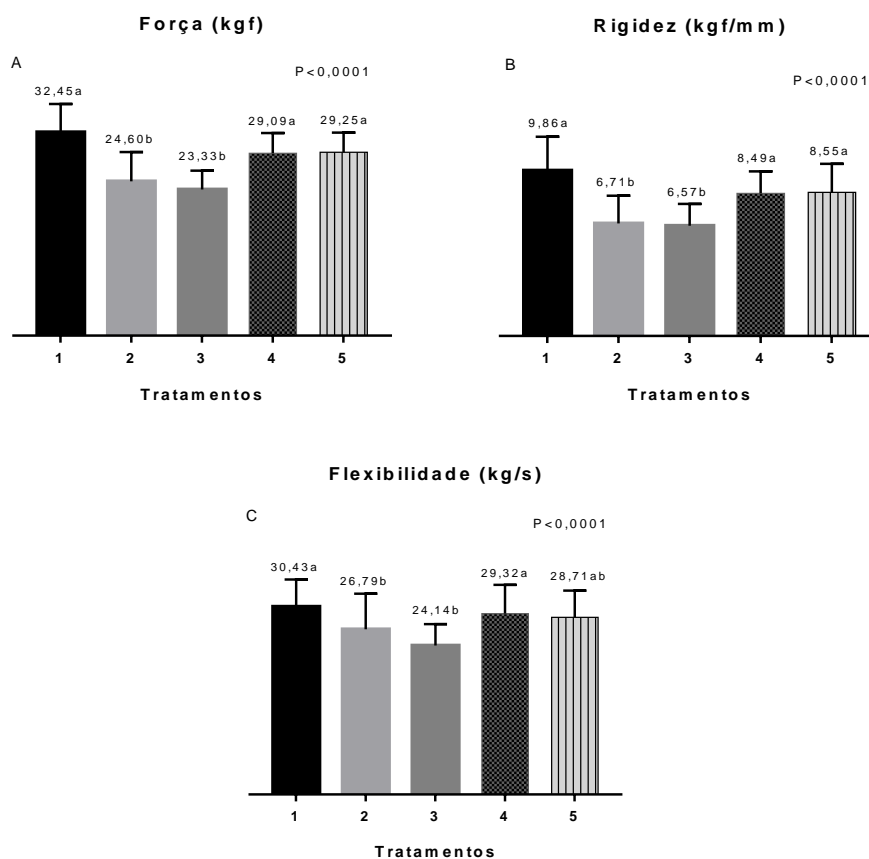 Força (kgf)
A
P<0,0001
32,45a
24,60b
23,33b
29,09a
29,25a
1 2 3 4 5
Tratamentos
Rigidez (kgf/mm)
B
P<0,0001
9,86a
6,71b
6,57b
8,49a
8,55a
1 2 3 4 5
Tratamentos
Flexibilidade (kg/s)
C
P<0,0001
30,43a
26,79b
24,14b
29,32a
28,71ab
1 2 3 4 5
Tratamentos